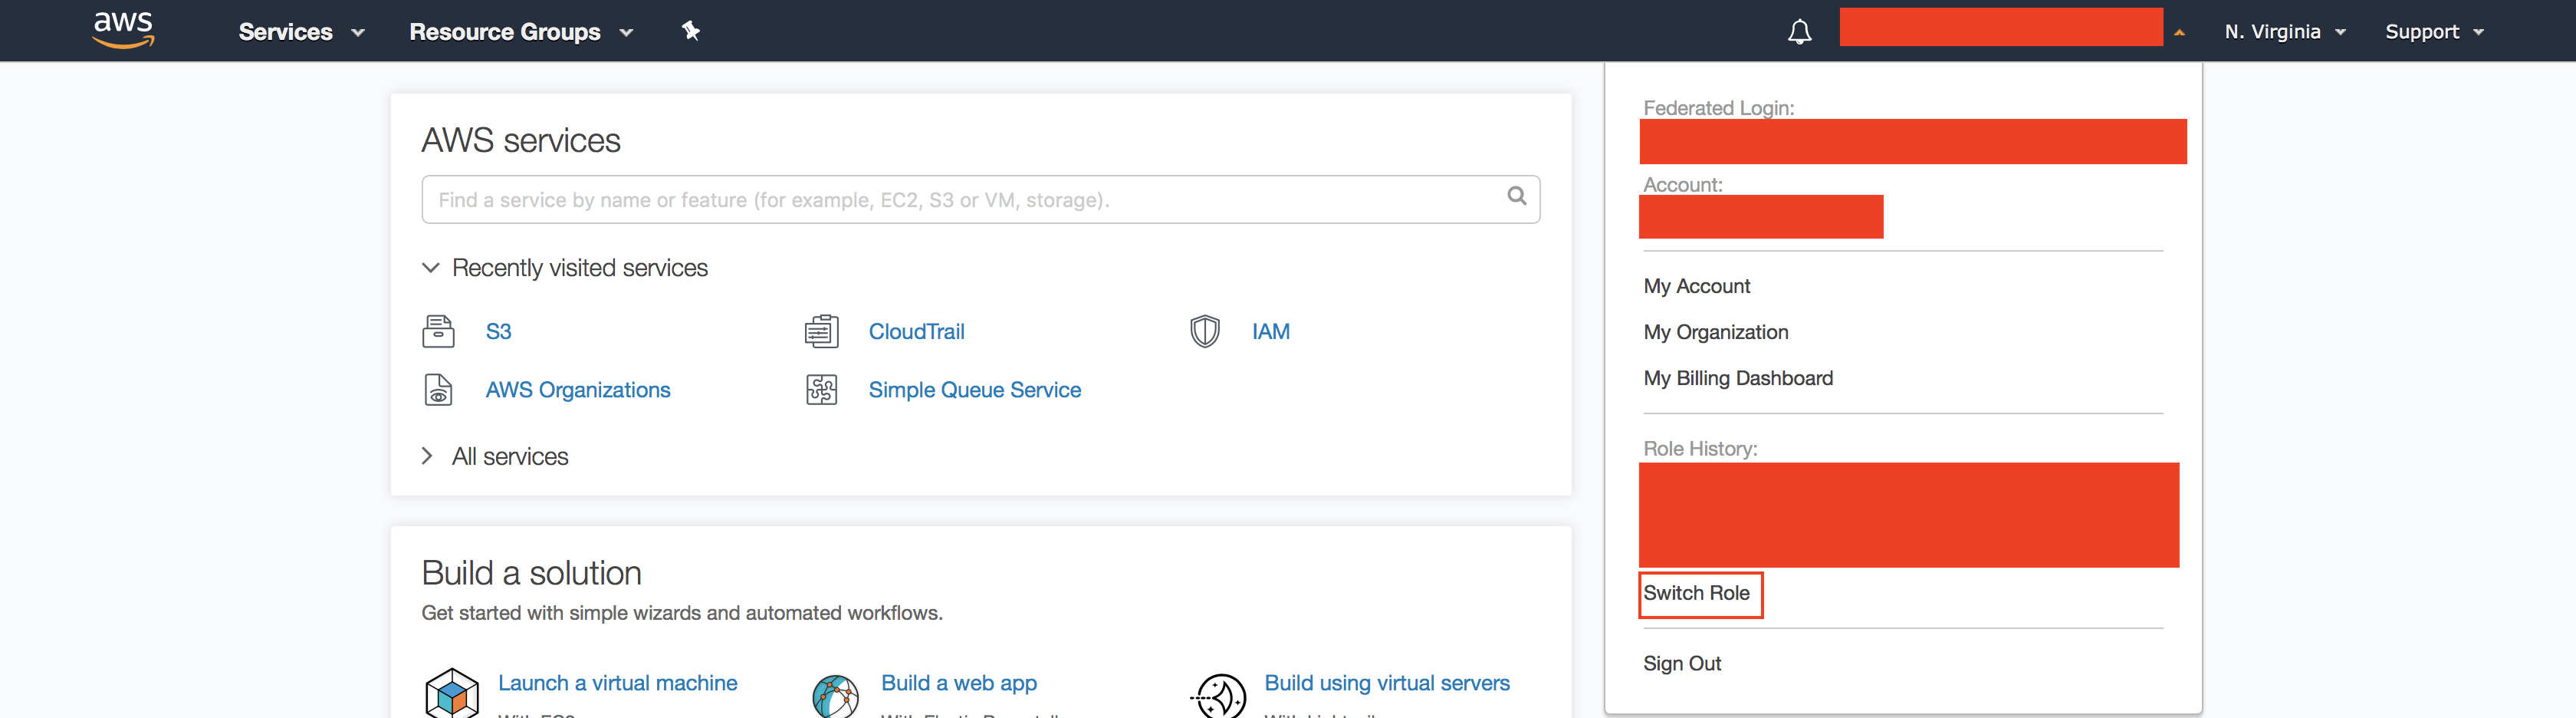 aws
Services
Resource Groups
N. Virginia
Support
AWS services
Find a service by name or feature (for example, EC2, S3 or VM, storage).
Recently visited services
S3
CloudTrail
IAM
AWS Organizations
Simple Queue Service
All services
Build a solution
Get started with simple wizards and automated workflows.
Launch a virtual machine
Build a web app
Build using virtual servers
Federated Login:
Account:
My Account
My Organization
My Billing Dashboard
Role History:
Switch Role
Sign Out